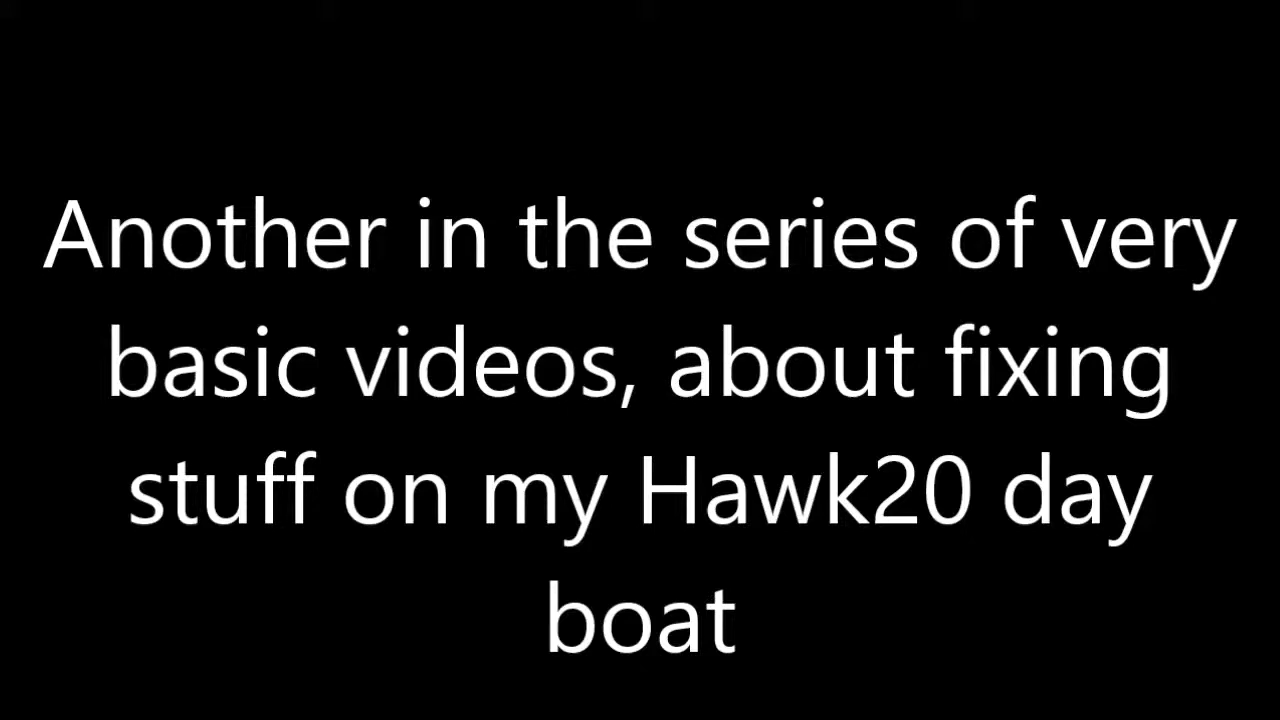 Another in the series of very
basic videos, about fixing
stuff on my Hawk20 day
boat